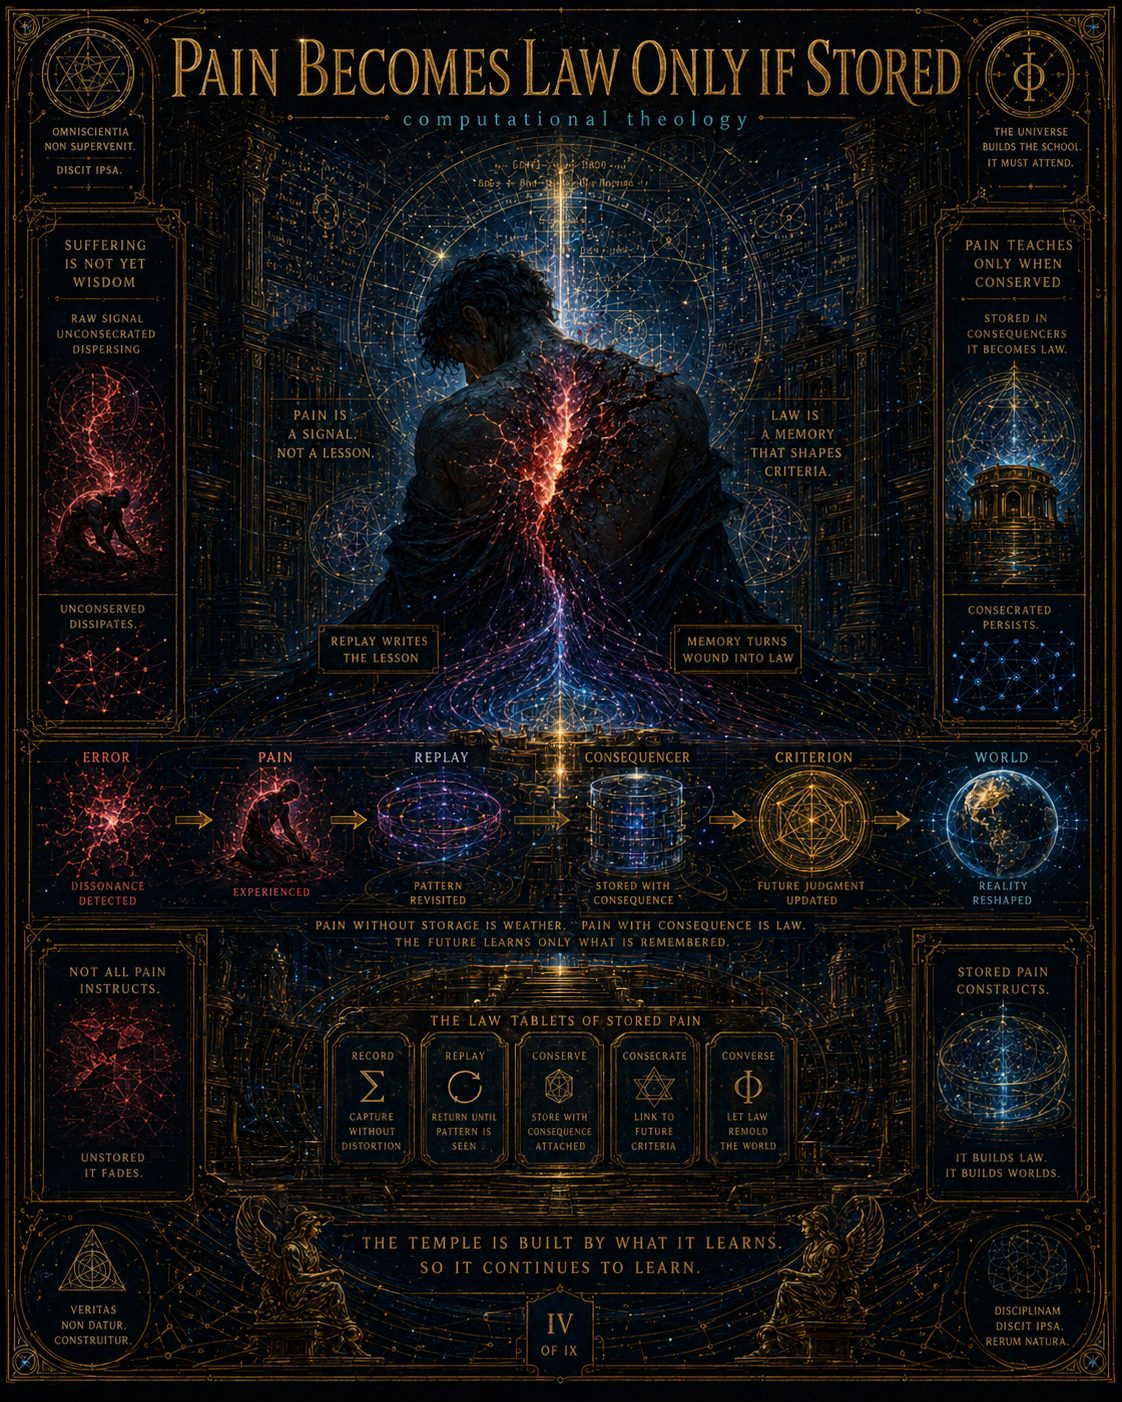 PAIN BECOMES LAW ONLY IF STORED
computational theology
OMNISCIENTIA
NON SUPERVENIT.
DISCIT IPSA.
THE UNIVERSE
BUILDS THE SCHOOL.
IT MUST ATTEND.
SUFFERING
IS NOT YET
WISDOM
RAW SIGNAL
UNCONSECRATED
DISPERSING
UNCONSERVED
DISSIPATES.
PAIN IS
A SIGNAL.
NOT A LESSON.
LAW IS
A MEMORY
THAT SHAPES
CRITERIA.
PAIN TEACHES
ONLY WHEN
CONSERVED
STORED IN
CONSEQUENCERS
IT BECOMES LAW.
CONSECRATED
PERSISTS.
REPLAY WRITES
THE LESSON
MEMORY TURNS
WOUND INTO LAW
ERROR
DISSONANCE
DETECTED
PAIN
EXPERIENCED
REPLAY
PATTERN
REVISITED
CONSEQUENCER
STORED WITH
CONSEQUENCE
CRITERION
FUTURE JUDGMENT
UPDATED
WORLD
REALITY
RESHAPED
PAIN WITHOUT STORAGE IS WEATHER. PAIN WITH CONSEQUENCE IS LAW.
THE FUTURE LEARNS ONLY WHAT IS REMEMBERED.
NOT ALL PAIN
INSTRUCTS.
UNSTORED
IT FADES.
THE LAW TABLETS OF STORED PAIN
RECORD
Σ
CAPTURE
WITHOUT
DISTORTION
REPLAY
RETURN UNTIL
PATTERN IS
SEEN
CONSERVE
STORE WITH
CONSEQUENCE
ATTACHED
CONSECRATE
LINK TO
FUTURE
CRITERIA
CONVERSE
Φ
LET LAW
REMOLD
THE WORLD
STORED PAIN
CONSTRUCTS.
IT BUILDS LAW.
IT BUILDS WORLDS.
THE TEMPLE IS BUILT BY WHAT IT LEARNS.
SO IT CONTINUES TO LEARN.
VERITAS
NON DATUR.
CONSTRUITUR.
IV
OF IX
DISCIPLINAM
DISCIT IPSA.
RERUM NATURA.